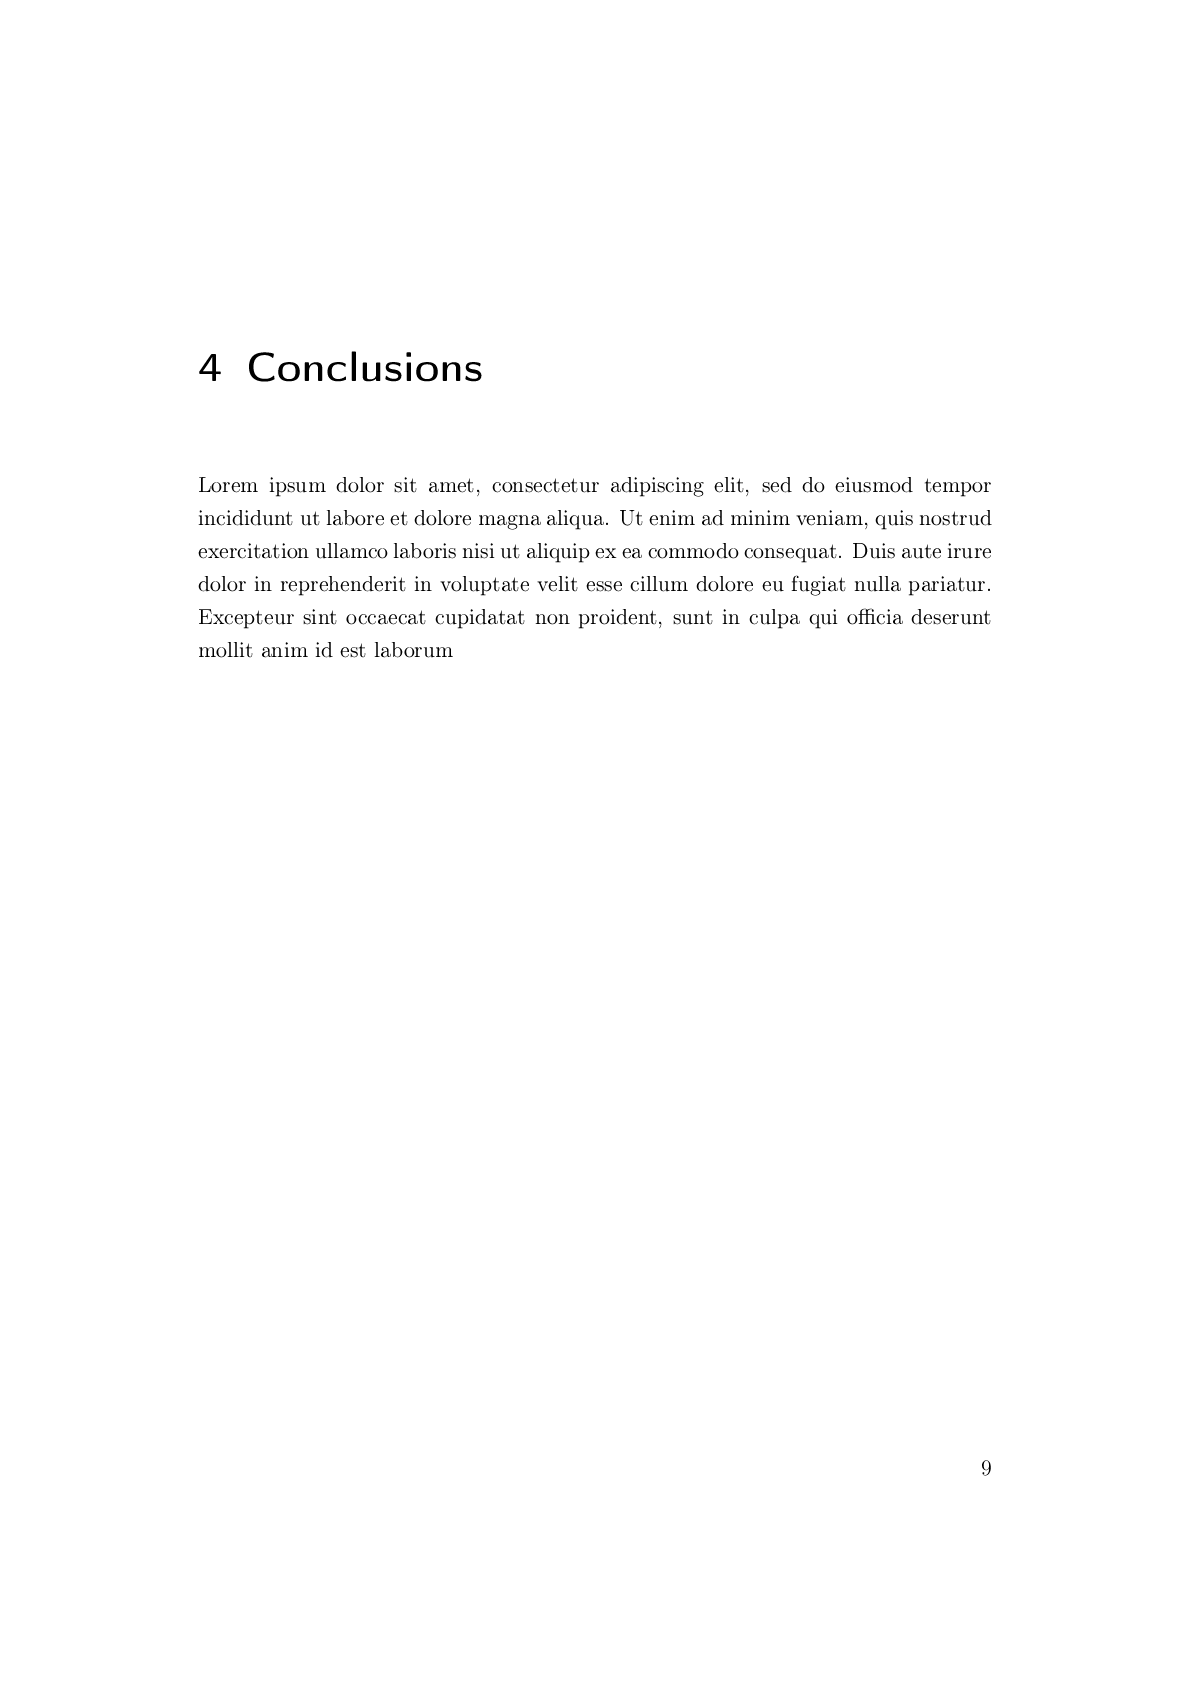 4 Conclusions
Lorem ipsum dolor sit amet, consectetur adipiscing elit, sed do eiusmod tempor
incididunt ut labore et dolore magna aliqua. Ut enim ad minim veniam, quis nostrud
exercitation ullamco laboris nisi ut aliquip ex ea commodo consequat. Duis aute irure
dolor in reprehenderit in voluptate velit esse cillum dolore eu fugiat nulla pariatur.
Excepteur sint occaecat cupidatat non proident, sunt in culpa qui officia deserunt
mollit anim id est laborum
9